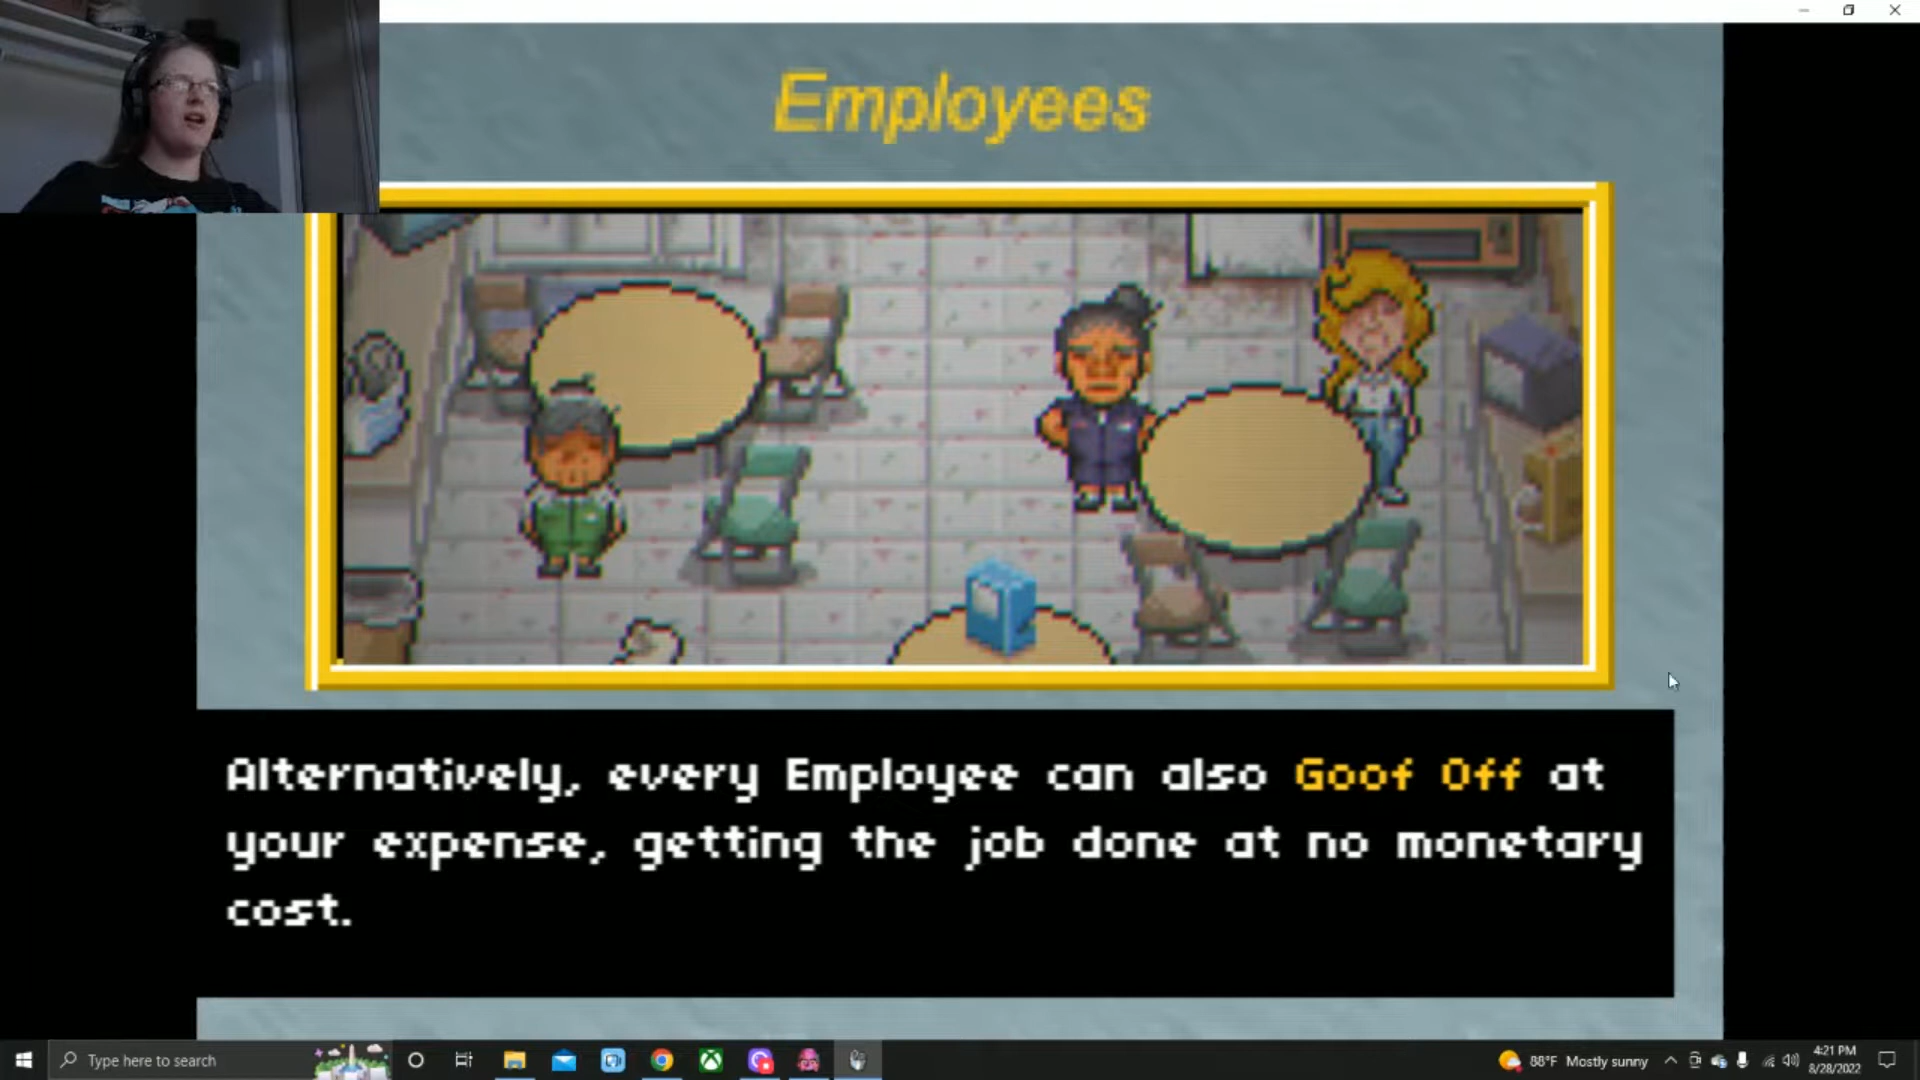 Employees
Alternatively, every Employee can also Goof Off at
your expense, getting the job done at no monetary
cost.
Type here to search
88°F Mostly sunny
4:21 PM
8/28/2022